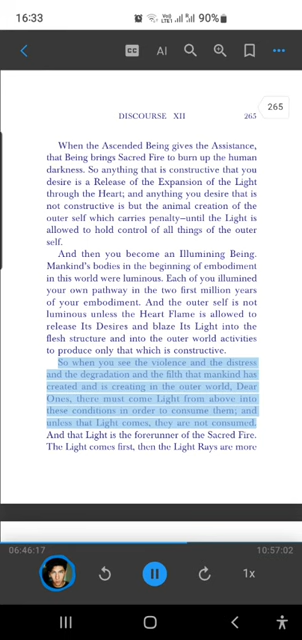 16:33
90%
CC
AI
265
DISCOURSE XII 265
When the Ascended Being gives the Assistance,
that Being brings Sacred Fire to burn up the human
darkness. So anything that is constructive that you
desire is a Release of the Expansion of the Light
through the Heart; and anything you desire that is
not constructive is but the animal creation of the
outer self which carries penalty—until the Light is
allowed to hold control of all things of the outer
self.
And then you become an Illumining Being.
Mankind's bodies in the beginning of embodiment
in this world were luminous. Each of you illumined
your own pathway in the two first million years
of your embodiment. And the outer self is not
luminous unless the Heart Flame is allowed to
release Its Desires and blaze Its Light into the
flesh structure and into the outer world activities
to produce only that which is constructive.
So when you see the violence and the distress
and the degradation and the filth that mankind has
created and is creating in the outer world, Dear
Ones, there must come Light from above into
these conditions in order to consume them; and
unless that Light comes, they are not consumed.
And that Light is the forerunner of the Sacred Fire.
The Light comes first, then the Light Rays are more
06:46:17
10:57:02
1x